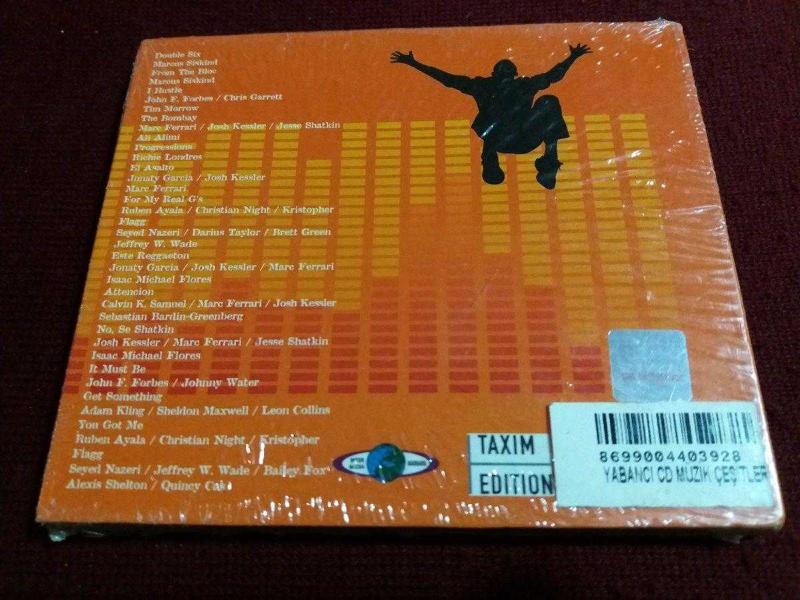 Double Six
Marcus Siskind
From The Bloc
Marcus Siskind
I Hustle
John F. Forbes / Chris Garrett
Tim Morrow
The Bombay
Marc Ferrari / Josh Kessler / Jesse Shatkin
Ali Alimi
Progressions
Richie Londres
El Asalto
Jonaty Garcia / Josh Kessler
Marc Ferrari
For My Real G's
Ruben Ayala / Christian Night / Kristopher
Flagg
Seyed Nazeri / Darius Taylor / Brett Green
Jeffrey W. Wade
Este Reggaeton
Jonaty Garcia / Josh Kessler / Marc Ferrari
Isaac Michael Flores
Attencion
Calvin K. Samuel / Marc Ferrari / Josh Kessler
Sebastian Bardin-Greenberg
No, Se Shatkin
Josh Kessler / Marc Ferrari / Jesse Shatkin
Isaac Michael Flores
It Must Be
John F. Forbes / Johnny Water
Get Something
Adam Kling / Sheldon Maxwell / Leon Collins
You Got Me
Ruben Ayala / Christian Night / Kristopher
Flagg
Seyed Nazeri / Jeffrey W. Wade / Bailey Fox
Alexis Shelton / Quincy
TAXIM
EDITION
8699004403928
YABANCI CD MUZIK ÇEŞİTLER